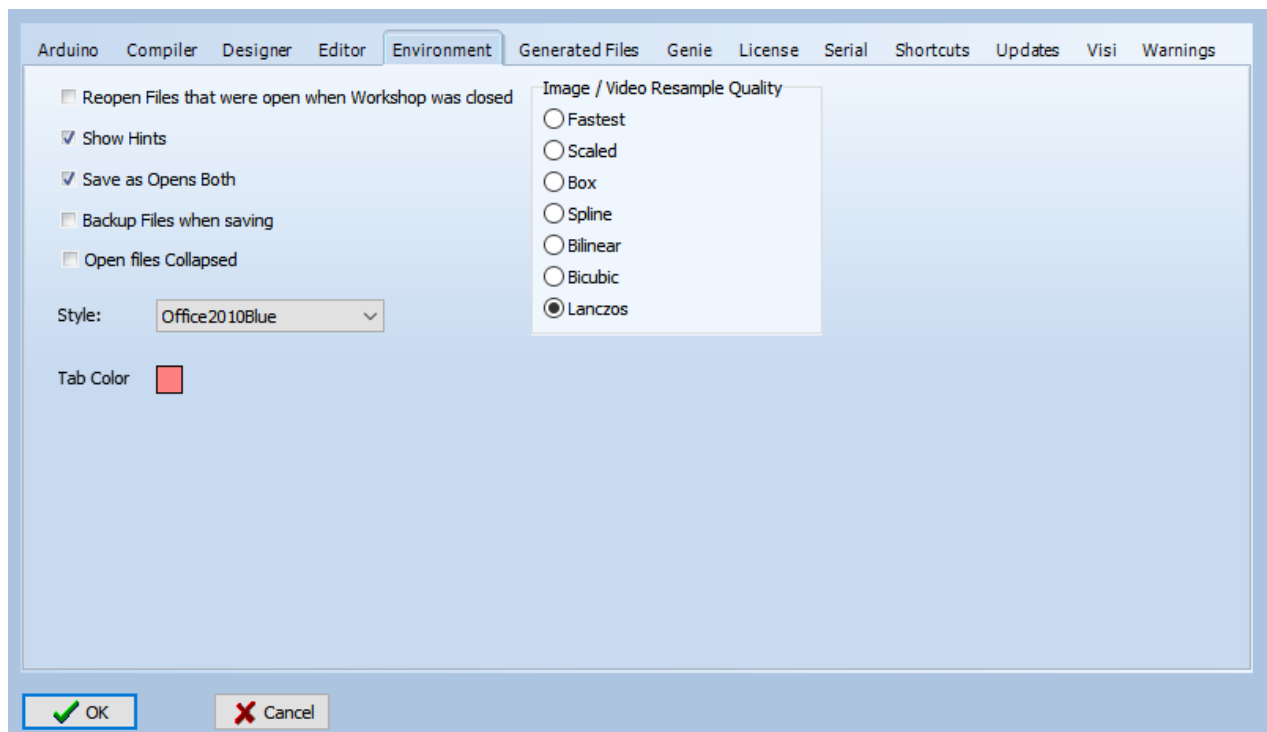 Arduino Compiler Designer Editor Environment Generated Files Genie License Serial Shortcuts Updates Visi Warnings
Reopen Files that were open when Workshop was closed
Show Hints
Save as Opens Both
Backup Files when saving
Open files Collapsed
Style: Office2010Blue
Tab Color
Image / Video Resample Quality
Fastest
Scaled
Box
Spline
Bilinear
Bicubic
Lanczos
OK Cancel